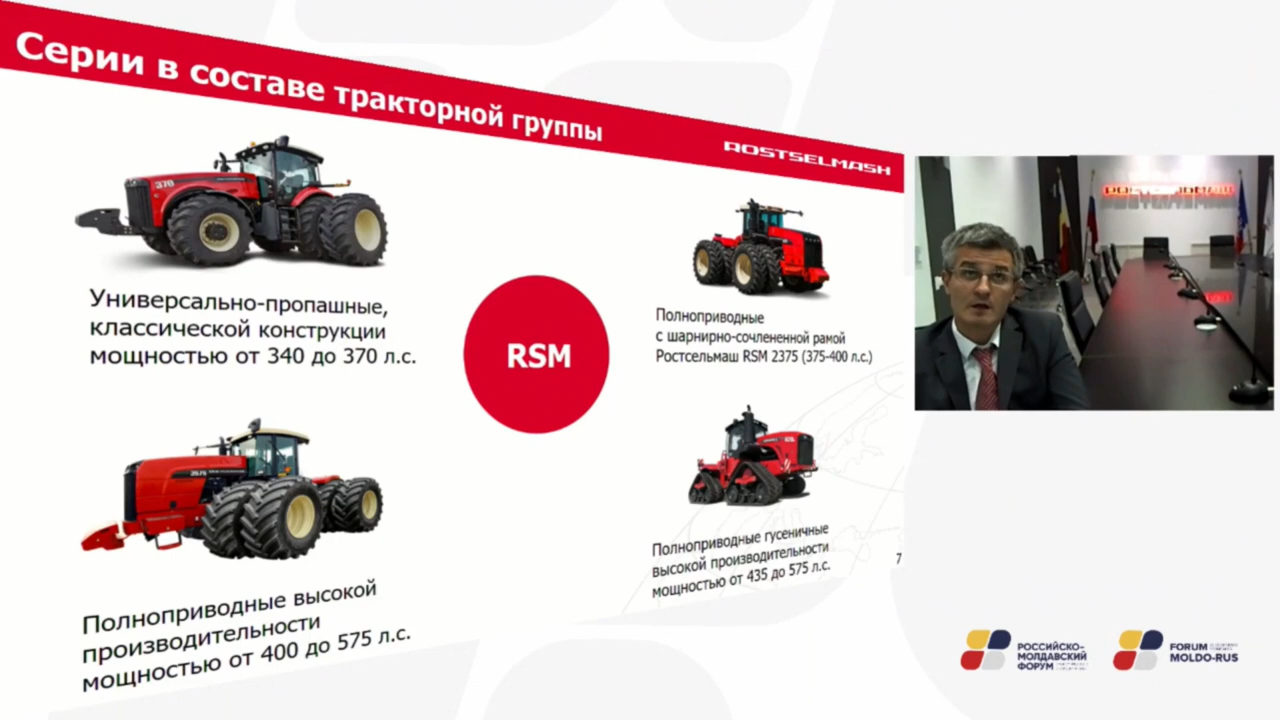 Серии в составе тракторной группы
ROSTSELMASH
370
Универсально-пропашные,
классической конструкции
мощностью от 340 до 370 л.с.
Полноприводные
с шарнирно-сочлененной рамой
Ростсельмаш RSM 2375 (375-400 л.с.)
RSM
Полноприводные высокой
производительности
мощностью от 400 до 575 л.с.
Полноприводные гусеничные
высокой производительности
мощностью от 435 до 575 л.с.
7
РОСТСЕЛЬМАШ
РОССИЙСКО-
МОЛДАВСКИЙ
ФОРУМ
FORUM
MOLDO-RUS